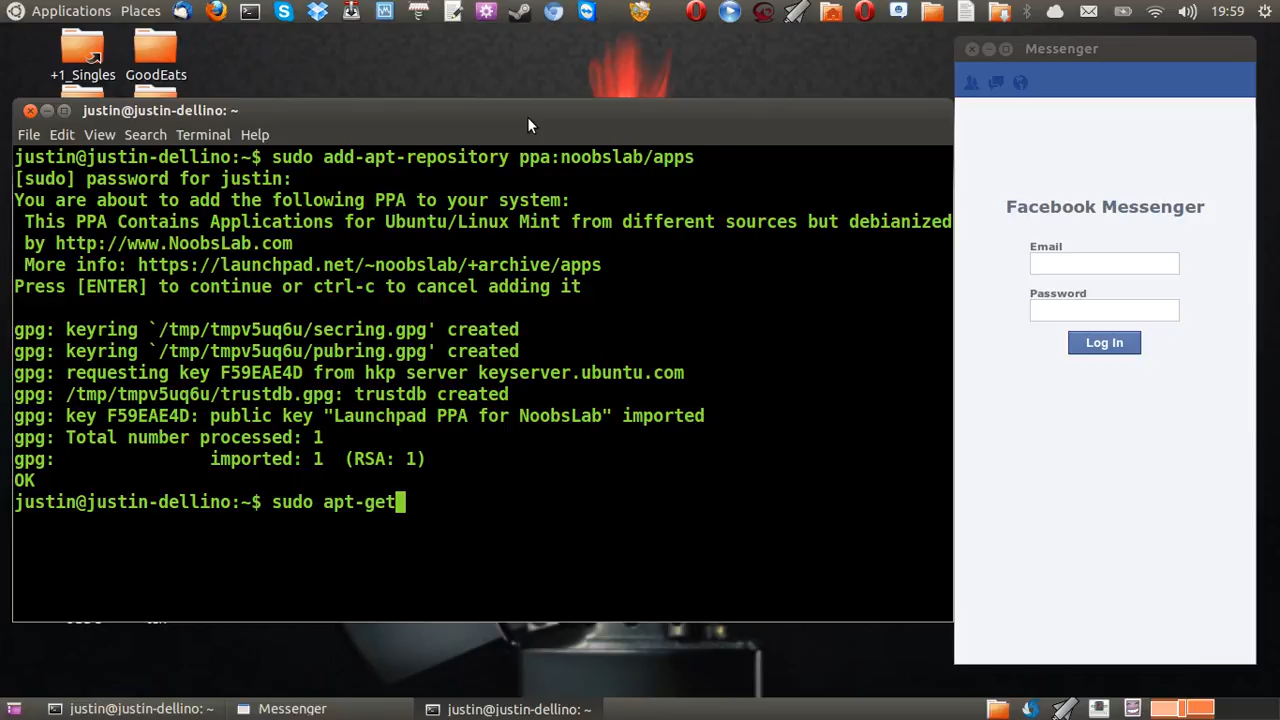 Applications Places
19:59
+1_Singles GoodEats
Messenger
justin@justin-dellino: ~
File Edit View Search Terminal Help
justin@justin-dellino:~$ sudo add-apt-repository ppa:noobslab/apps
[sudo] password for justin:
You are about to add the following PPA to your system:
This PPA Contains Applications for Ubuntu/Linux Mint from different sources but debianized
by http://www.NoobsLab.com
More info: https://launchpad.net/~noobslab/+archive/apps
Press [ENTER] to continue or ctrl-c to cancel adding it
gpg: keyring `/tmp/tmpv5uq6u/secring.gpg' created
gpg: keyring `/tmp/tmpv5uq6u/pubring.gpg' created
gpg: requesting key F59EAE4D from hkp server keyserver.ubuntu.com
gpg: /tmp/tmpv5uq6u/trustdb.gpg: trustdb created
gpg: key F59EAE4D: public key "Launchpad PPA for NoobsLab" imported
gpg: Total number processed: 1
gpg: imported: 1 (RSA: 1)
OK
justin@justin-dellino:~$ sudo apt-get
Facebook Messenger
Email
Password
Log In
justin@justin-dellino: ~
Messenger
justin@justin-dellino: ~